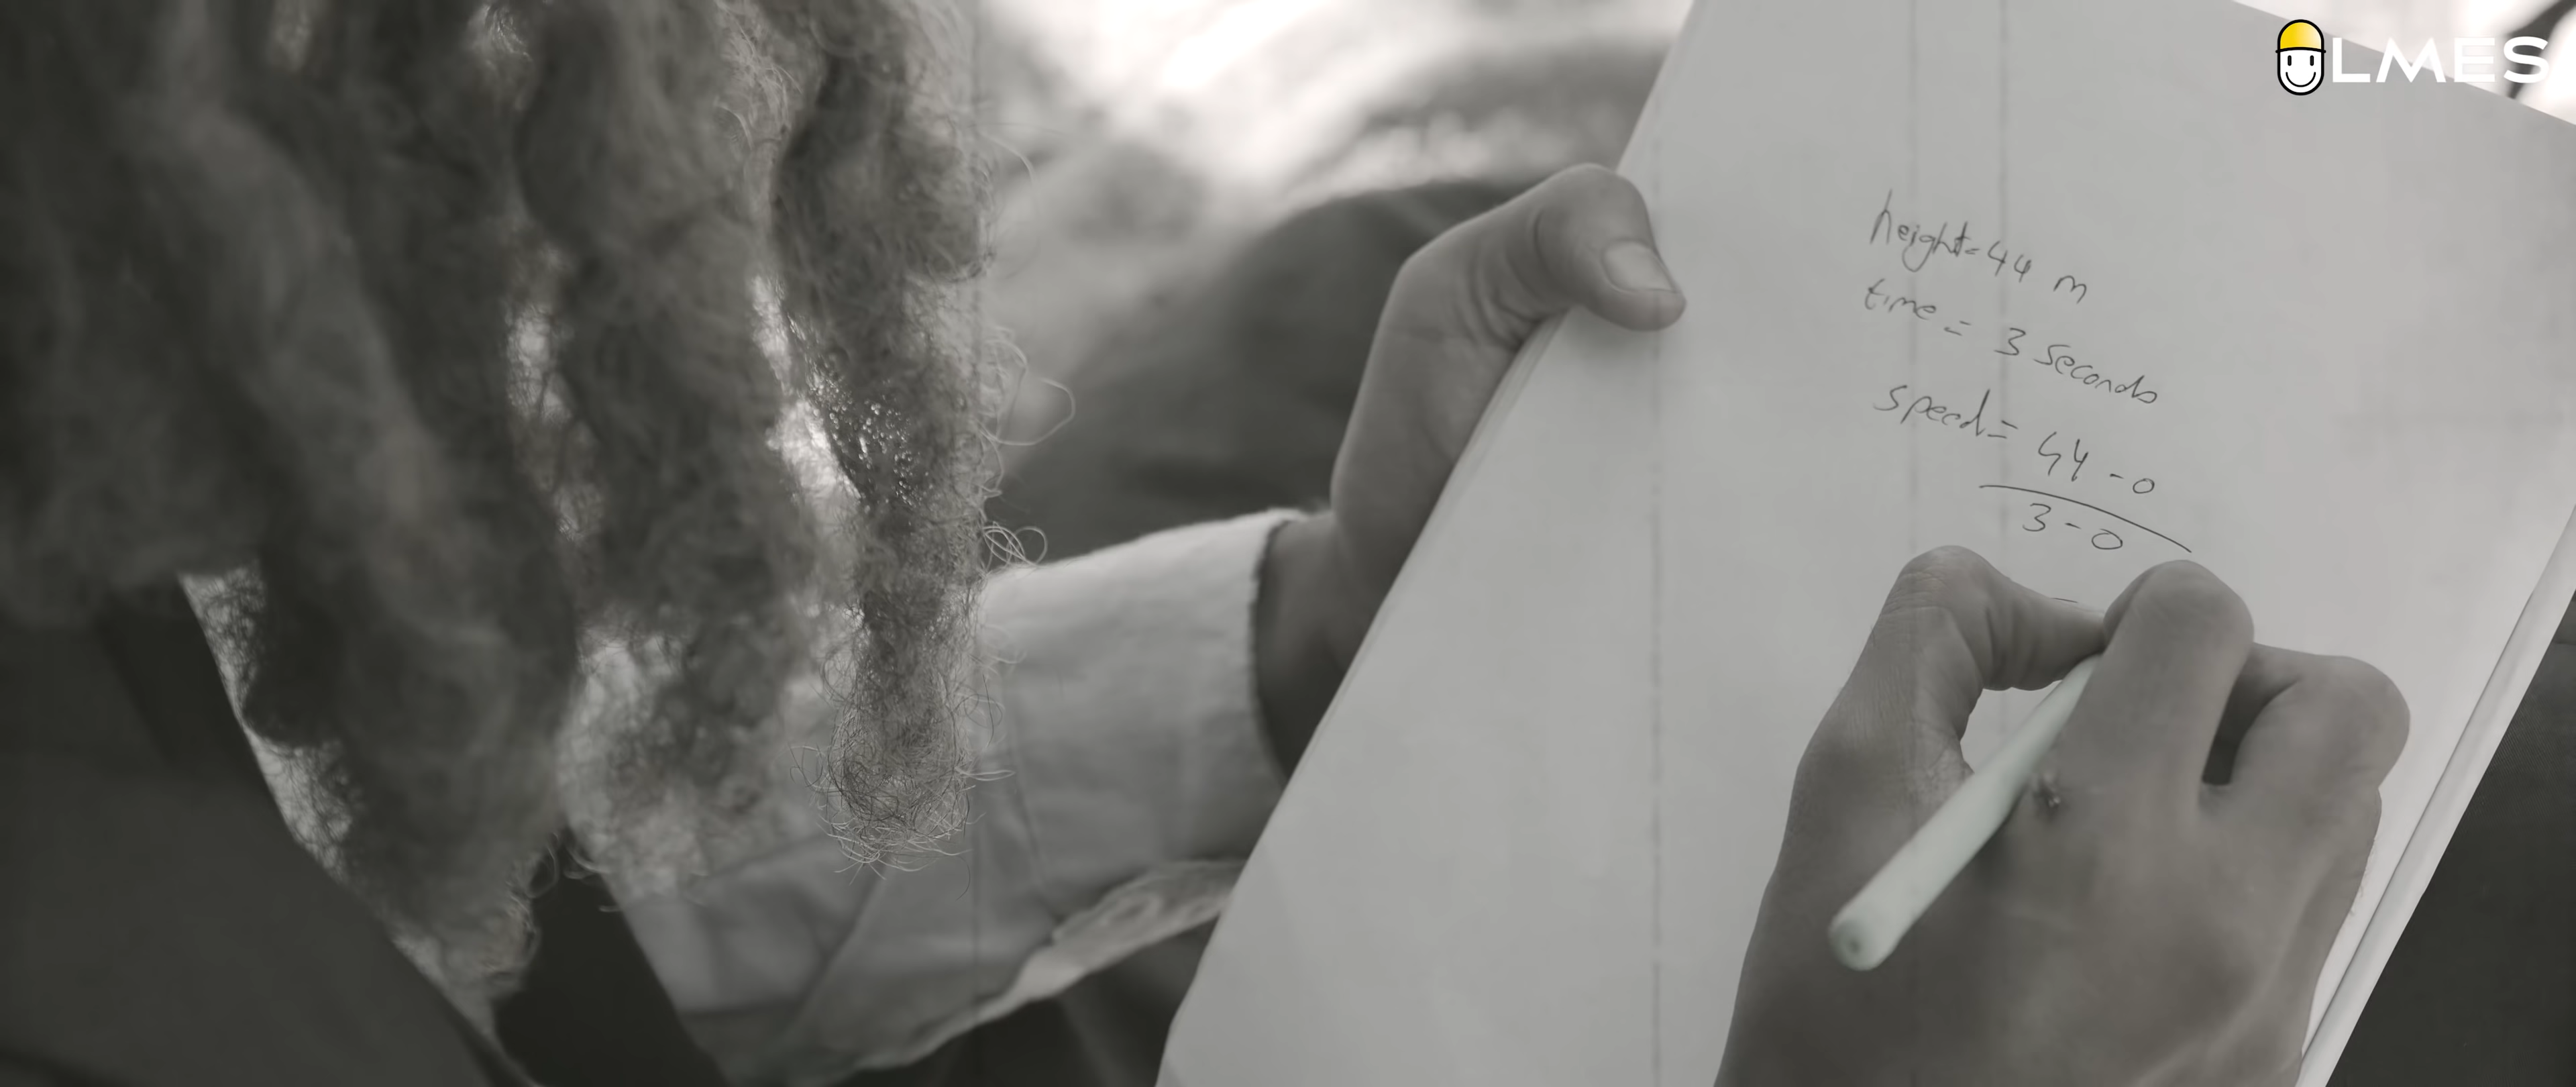 LMES
height=44 m
time = 3 seconds
speed= 44-0
3-0